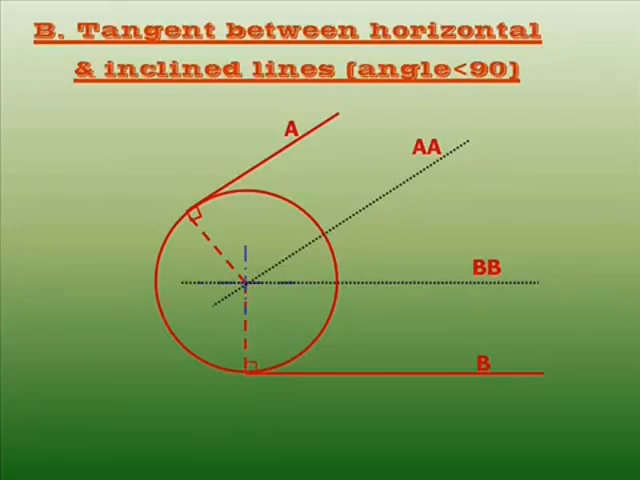 B. Tangent between horizontal
& inclined lines (angle<90)
A
AA
BB
B